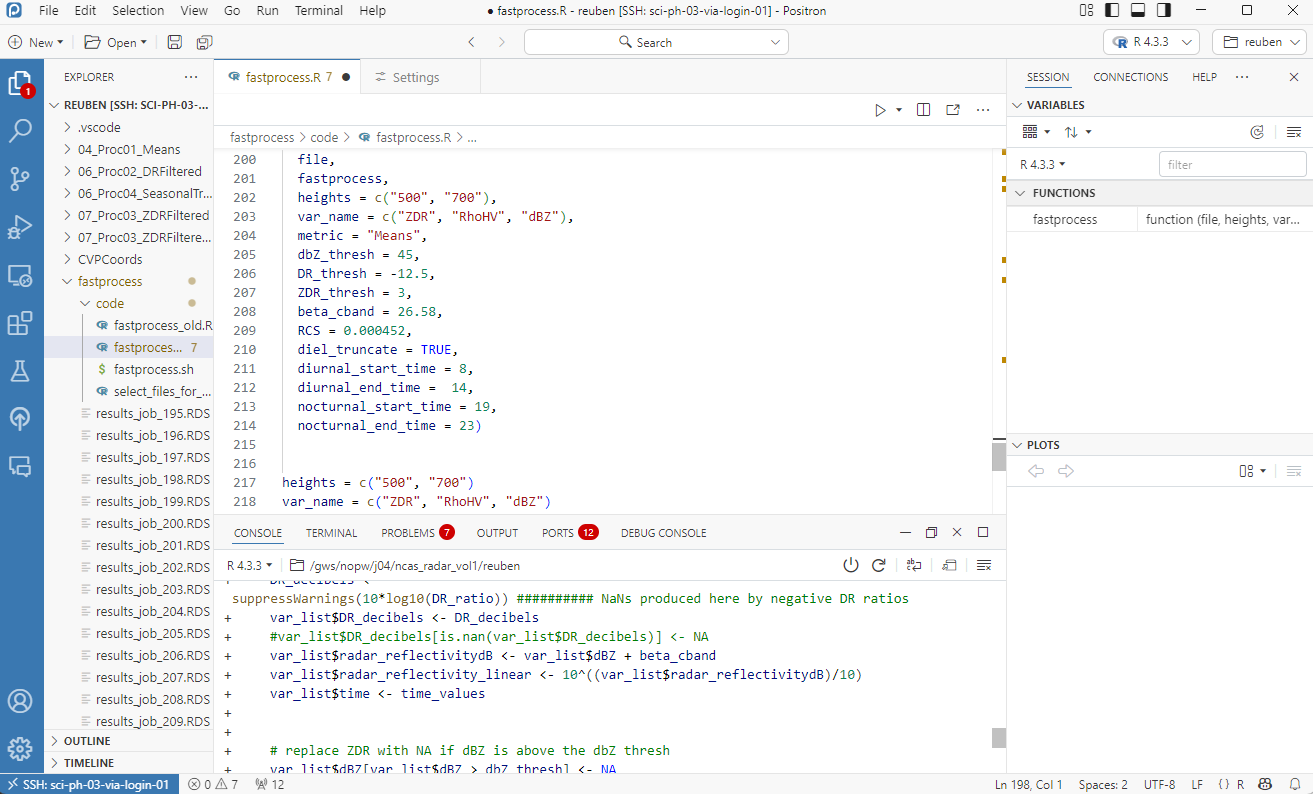 File Edit Selection View Go Run Terminal Help
● fastprocess.R - reuben [SSH: sci-ph-03-via-login-01] - Positron
New Open Search R 4.3.3 reuben
EXPLORER
fastprocess.R 7
Settings
SESSION CONNECTIONS HELP
1
REUBEN [SSH: SCI-PH-03-...
.vscode
04_Proc01_Means
06_Proc02_DRFiltered
06_Proc04_SeasonalTr...
07_Proc03_ZDRFiltered
07_Proc03_ZDRFiltere...
CVPCoords
fastprocess
code
fastprocess_old.R
fastproces... 7
fastprocess.sh
select_files_for_...
results_job_195.RDS
results_job_196.RDS
results_job_197.RDS
results_job_198.RDS
results_job_199.RDS
results_job_200.RDS
results_job_201.RDS
results_job_202.RDS
results_job_203.RDS
results_job_204.RDS
results_job_205.RDS
results_job_206.RDS
results_job_207.RDS
results_job_208.RDS
results_job_209.RDS
OUTLINE
TIMELINE
fastprocess > code > fastprocess.R > ...
200 file,
201 fastprocess,
202 heights = c("500", "700"),
203 var_name = c("ZDR", "RhoHV", "dBZ"),
204 metric = "Means",
205 dbZ_thresh = 45,
206 DR_thresh = -12.5,
207 ZDR_thresh = 3,
208 beta_cband = 26.58,
209 RCS = 0.000452,
210 diel_truncate = TRUE,
211 diurnal_start_time = 8,
212 diurnal_end_time =  14,
213 nocturnal_start_time = 19,
214 nocturnal_end_time = 23)
215
216
217 heights = c("500", "700")
218 var_name = c("ZDR", "RhoHV", "dBZ")
CONSOLE TERMINAL PROBLEMS 7 OUTPUT PORTS 12 DEBUG CONSOLE
R 4.3.3 /gws/nopw/j04/ncas_radar_vol1/reuben
+ DR_decibels <-
suppressWarnings(10*log10(DR_ratio)) ########## NaNs produced here by negative DR ratios
+ var_list$DR_decibels <- DR_decibels
+ #var_list$DR_decibels[is.nan(var_list$DR_decibels)] <- NA
+ var_list$radar_reflectivitydB <- var_list$dBZ + beta_cband
+ var_list$radar_reflectivity_linear <- 10^((var_list$radar_reflectivitydB)/10)
+ var_list$time <- time_values
+
+
+ # replace ZDR with NA if dBZ is above the dbZ thresh
+ var_list$dBZ[var_list$dBZ > dbZ_thresh] <- NA
VARIABLES
R 4.3.3 filter
FUNCTIONS
fastprocess function (file, heights, var...
PLOTS
SSH: sci-ph-03-via-login-01 0 7 12
Ln 198, Col 1 Spaces: 2 UTF-8 LF {} R